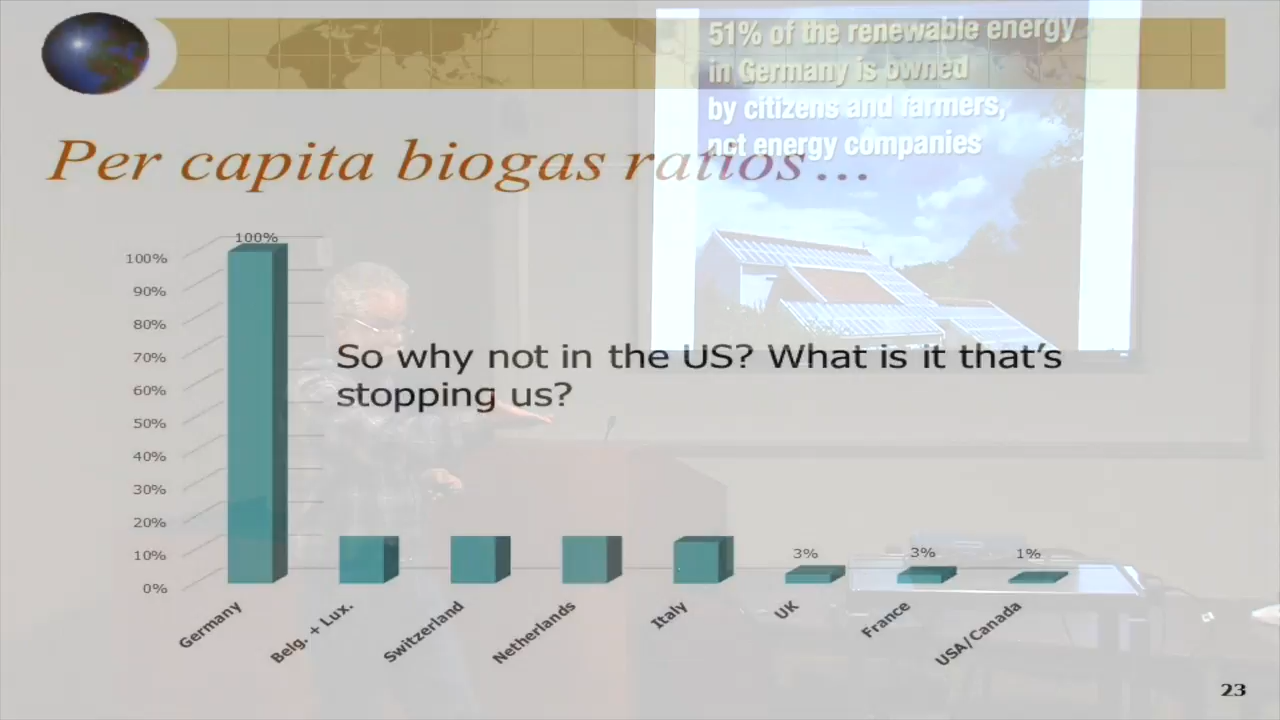 51% of the renewable energy
in Germany is owned
by citizens and farmers,
not energy companies
Per capita biogas ratios...
100%
100%
90%
80%
70%
60%
50%
40%
30%
20%
10%
0%
So why not in the US? What is it that's
stopping us?
3%
3%
1%
Germany
Belg. + Lux.
Switzerland
Netherlands
Italy
UK
France
USA/Canada
23